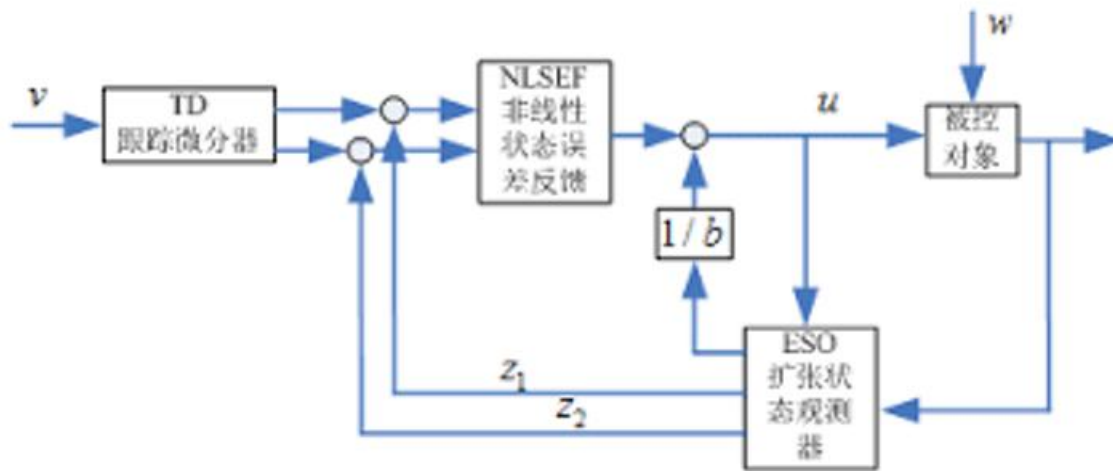 v
TD
跟踪微分器
NLSEF
非线性
状态误
差反馈
u
w
被控
对象
1/b
ESO
扩张状
态观测
器
z₁
z₂